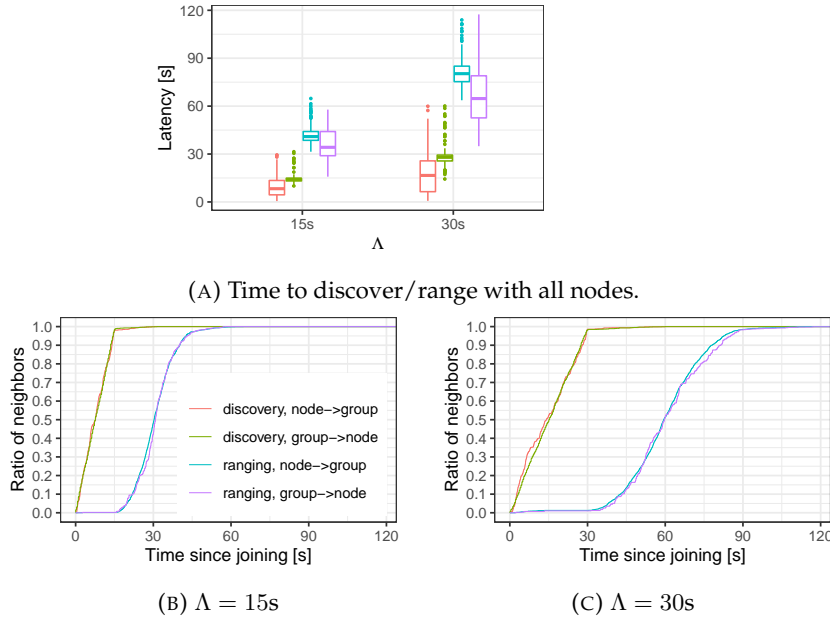 120
90
60
30
0
Latency [s]
15s
30s
Λ
(A) Time to discover/range with all nodes.
1.0
0.9
0.8
0.7
0.6
0.5
0.4
0.3
0.2
0.1
0.0
Ratio of neighbors
discovery, node->group
discovery, group->node
ranging, node->group
ranging, group->node
0 30 60 90 120
Time since joining [s]
(B) Λ = 15s
1.0
0.9
0.8
0.7
0.6
0.5
0.4
0.3
0.2
0.1
0.0
Ratio of neighbors
0 30 60 90 120
Time since joining [s]
(C) Λ = 30s